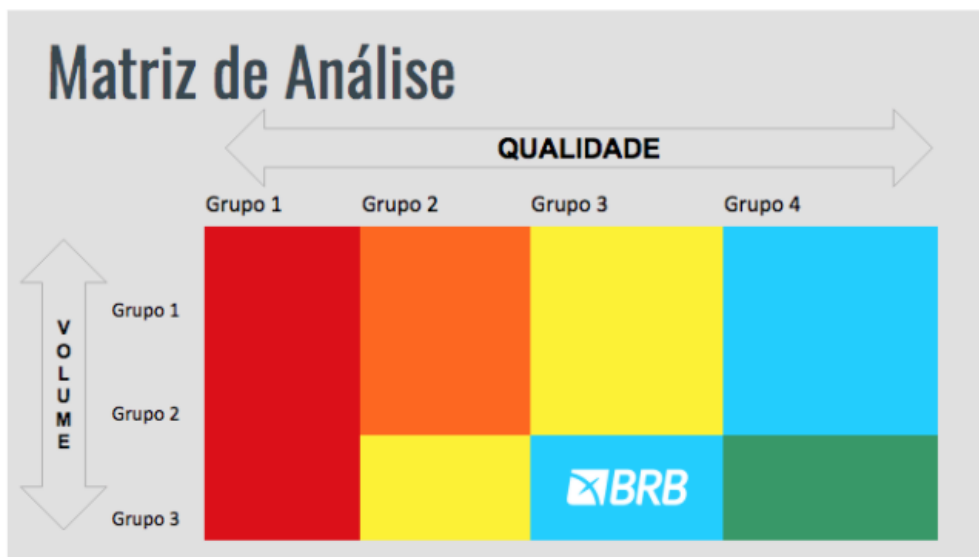 Matriz de Análise
QUALIDADE
Grupo 1 Grupo 2 Grupo 3 Grupo 4
VOLUME
Grupo 1
Grupo 2
Grupo 3
BRB